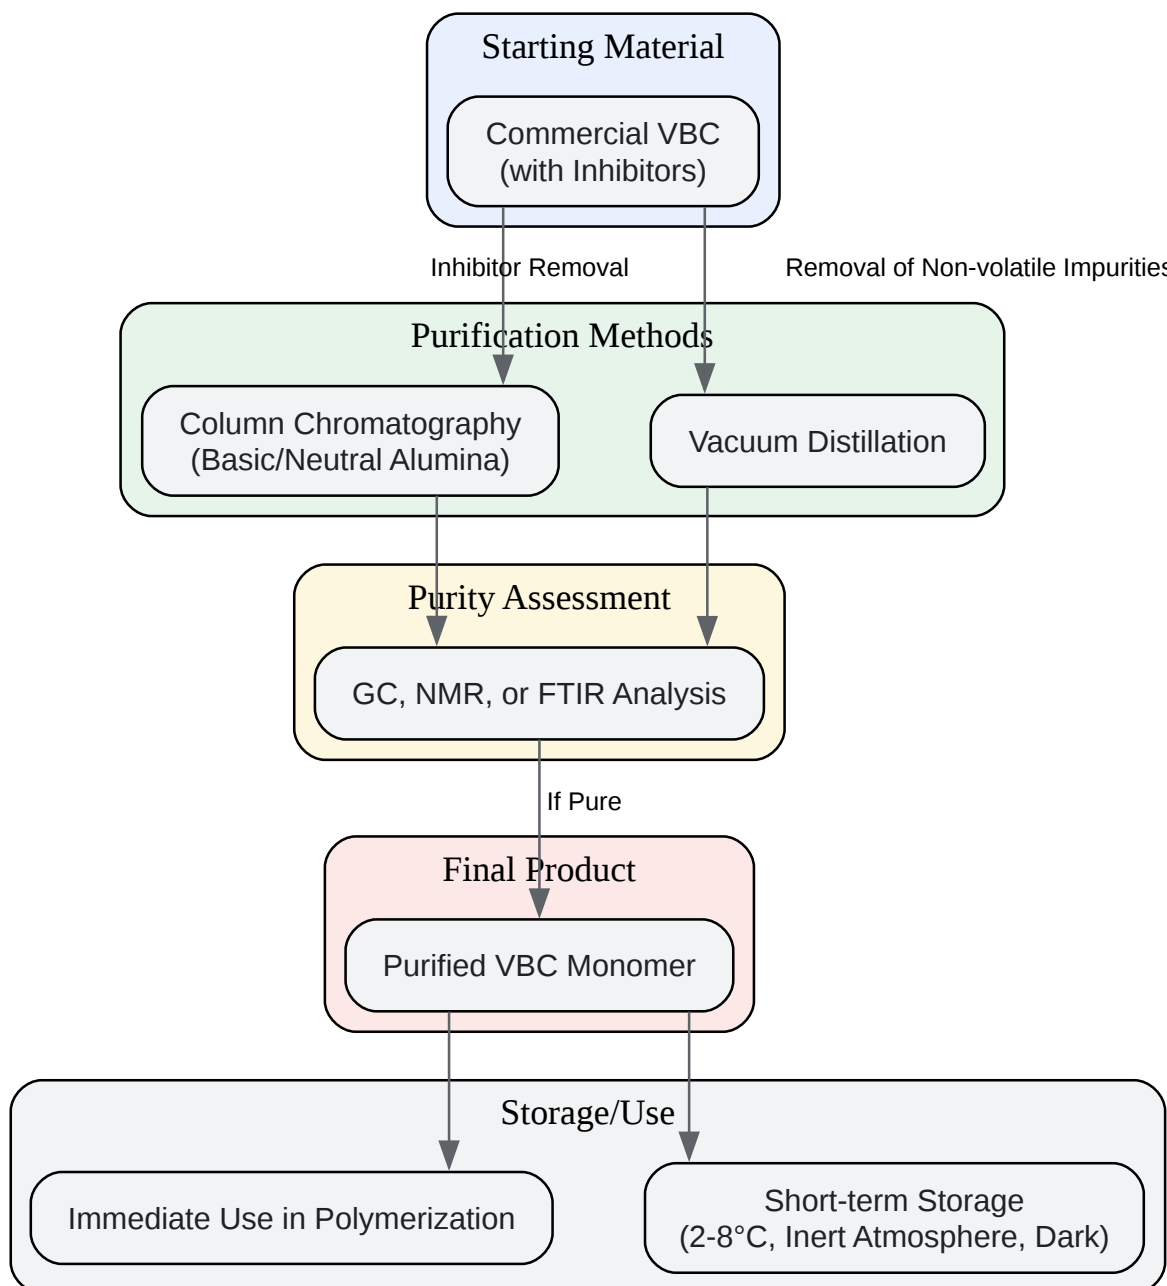 Starting Material
Commercial VBC
(with Inhibitors)
Inhibitor Removal
Removal of Non-volatile Impurities
Purification Methods
Column Chromatography
(Basic/Neutral Alumina)
Vacuum Distillation
Purity Assessment
GC, NMR, or FTIR Analysis
If Pure
Final Product
Purified VBC Monomer
Storage/Use
Immediate Use in Polymerization
Short-term Storage
(2-8°C, Inert Atmosphere, Dark)